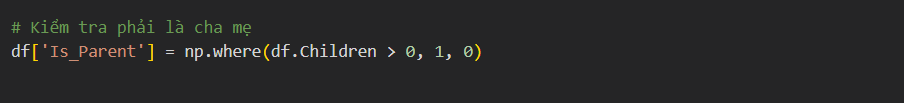 # Kiểm tra phải là cha mẹ
df['Is_Parent'] = np.where(df.Children > 0, 1, 0)